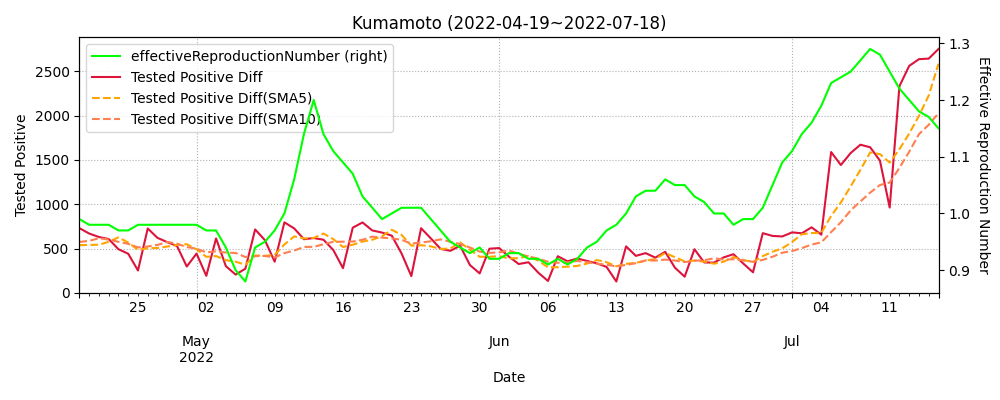 Kumamoto (2022-04-19~2022-07-18)
effectiveReproductionNumber (right)
Tested Positive Diff
Tested Positive Diff(SMA5)
Tested Positive Diff(SMA10)
Tested Positive
0
500
1000
1500
2000
2500
0.9
1.0
1.1
1.2
1.3
Effective Reproduction Number
25 02 09 16 23 30 06 13 20 27 04 11
May Jun Jul
2022
Date